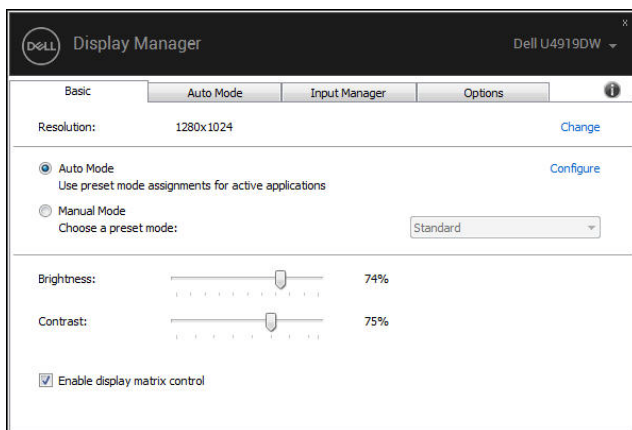 x
DELL Display Manager Dell U4919DW
Basic Auto Mode Input Manager Options i
Resolution: 1280x1024 Change
Auto Mode Configure
Use preset mode assignments for active applications
Manual Mode
Choose a preset mode: Standard
Brightness: 74%
Contrast: 75%
Enable display matrix control